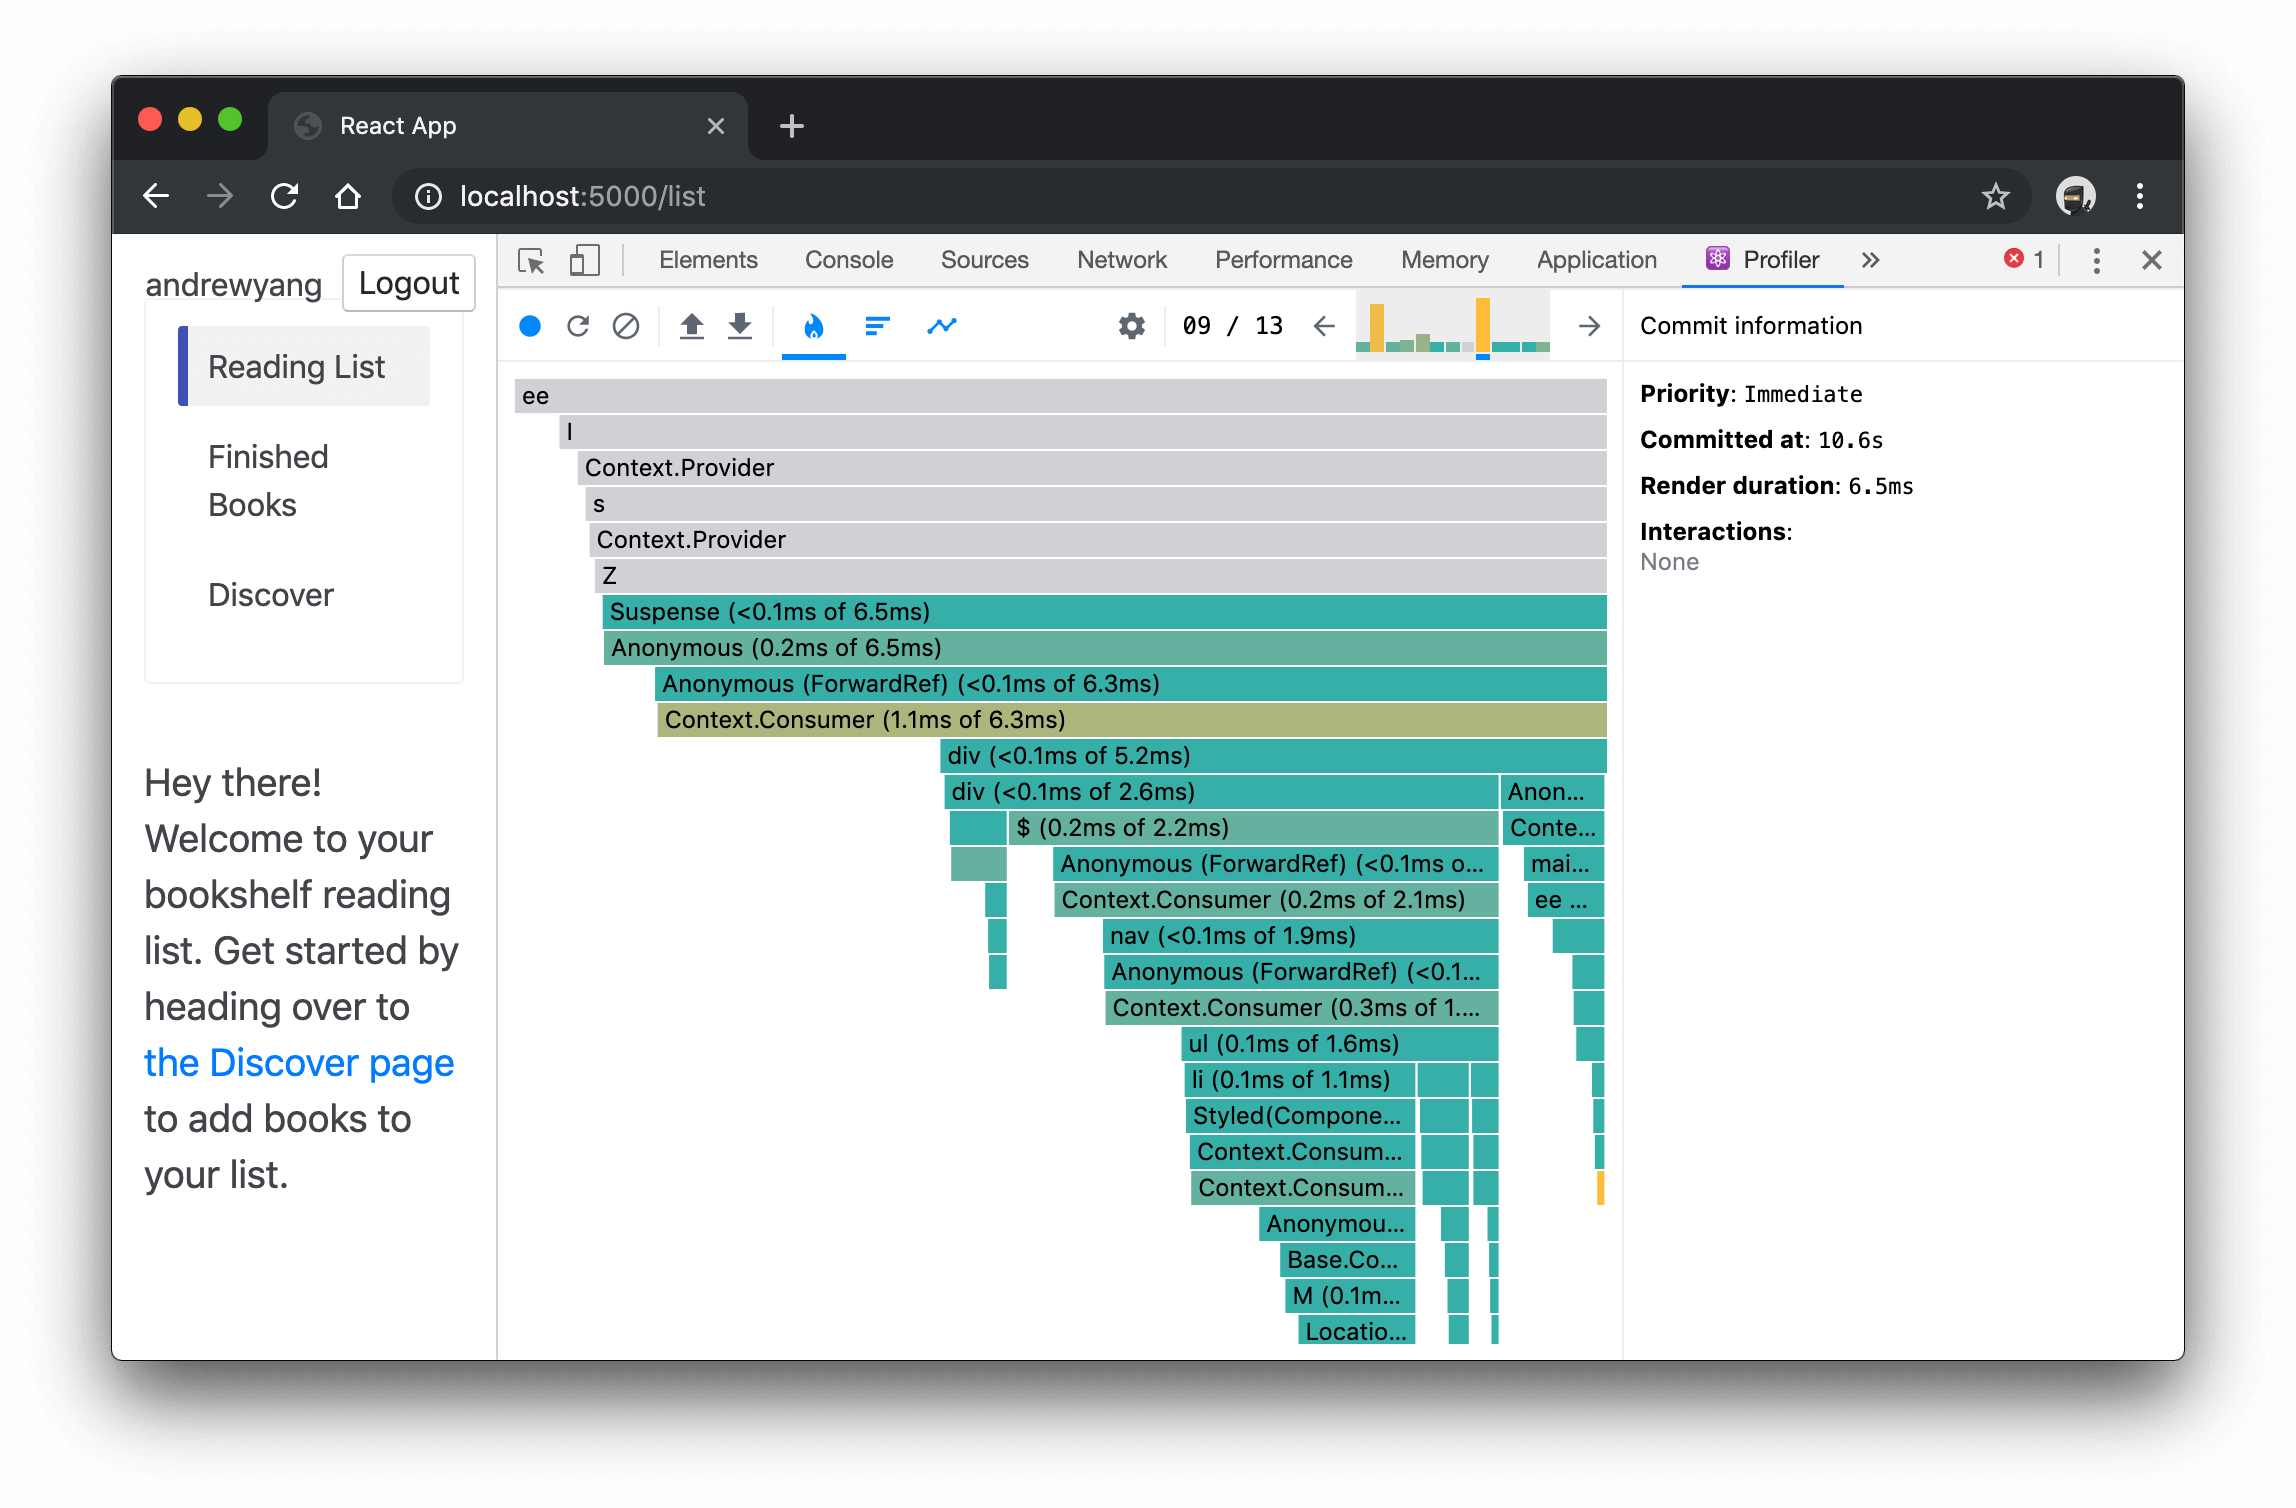 React App
localhost:5000/list
andrewyang
Logout
Reading List
Finished
Books
Discover
Hey there!
Welcome to your
bookshelf reading
list. Get started by
heading over to
the Discover page
to add books to
your list.
Elements Console Sources Network Performance Memory Application Profiler 1
09 / 13
ee
I
Context.Provider
s
Context.Provider
Z
Suspense (<0.1ms of 6.5ms)
Anonymous (0.2ms of 6.5ms)
Anonymous (ForwardRef) (<0.1ms of 6.3ms)
Context.Consumer (1.1ms of 6.3ms)
div (<0.1ms of 5.2ms)
div (<0.1ms of 2.6ms) Anon...
$ (0.2ms of 2.2ms) Conte...
Anonymous (ForwardRef) (<0.1ms o... mai...
Context.Consumer (0.2ms of 2.1ms) ee ...
nav (<0.1ms of 1.9ms)
Anonymous (ForwardRef) (<0.1...
Context.Consumer (0.3ms of 1....
ul (0.1ms of 1.6ms)
li (0.1ms of 1.1ms)
Styled(Compone...
Context.Consum...
Context.Consum...
Anonymou...
Base.Co...
M (0.1m...
Locatio...
Commit information
Priority: Immediate
Committed at: 10.6s
Render duration: 6.5ms
Interactions:
None